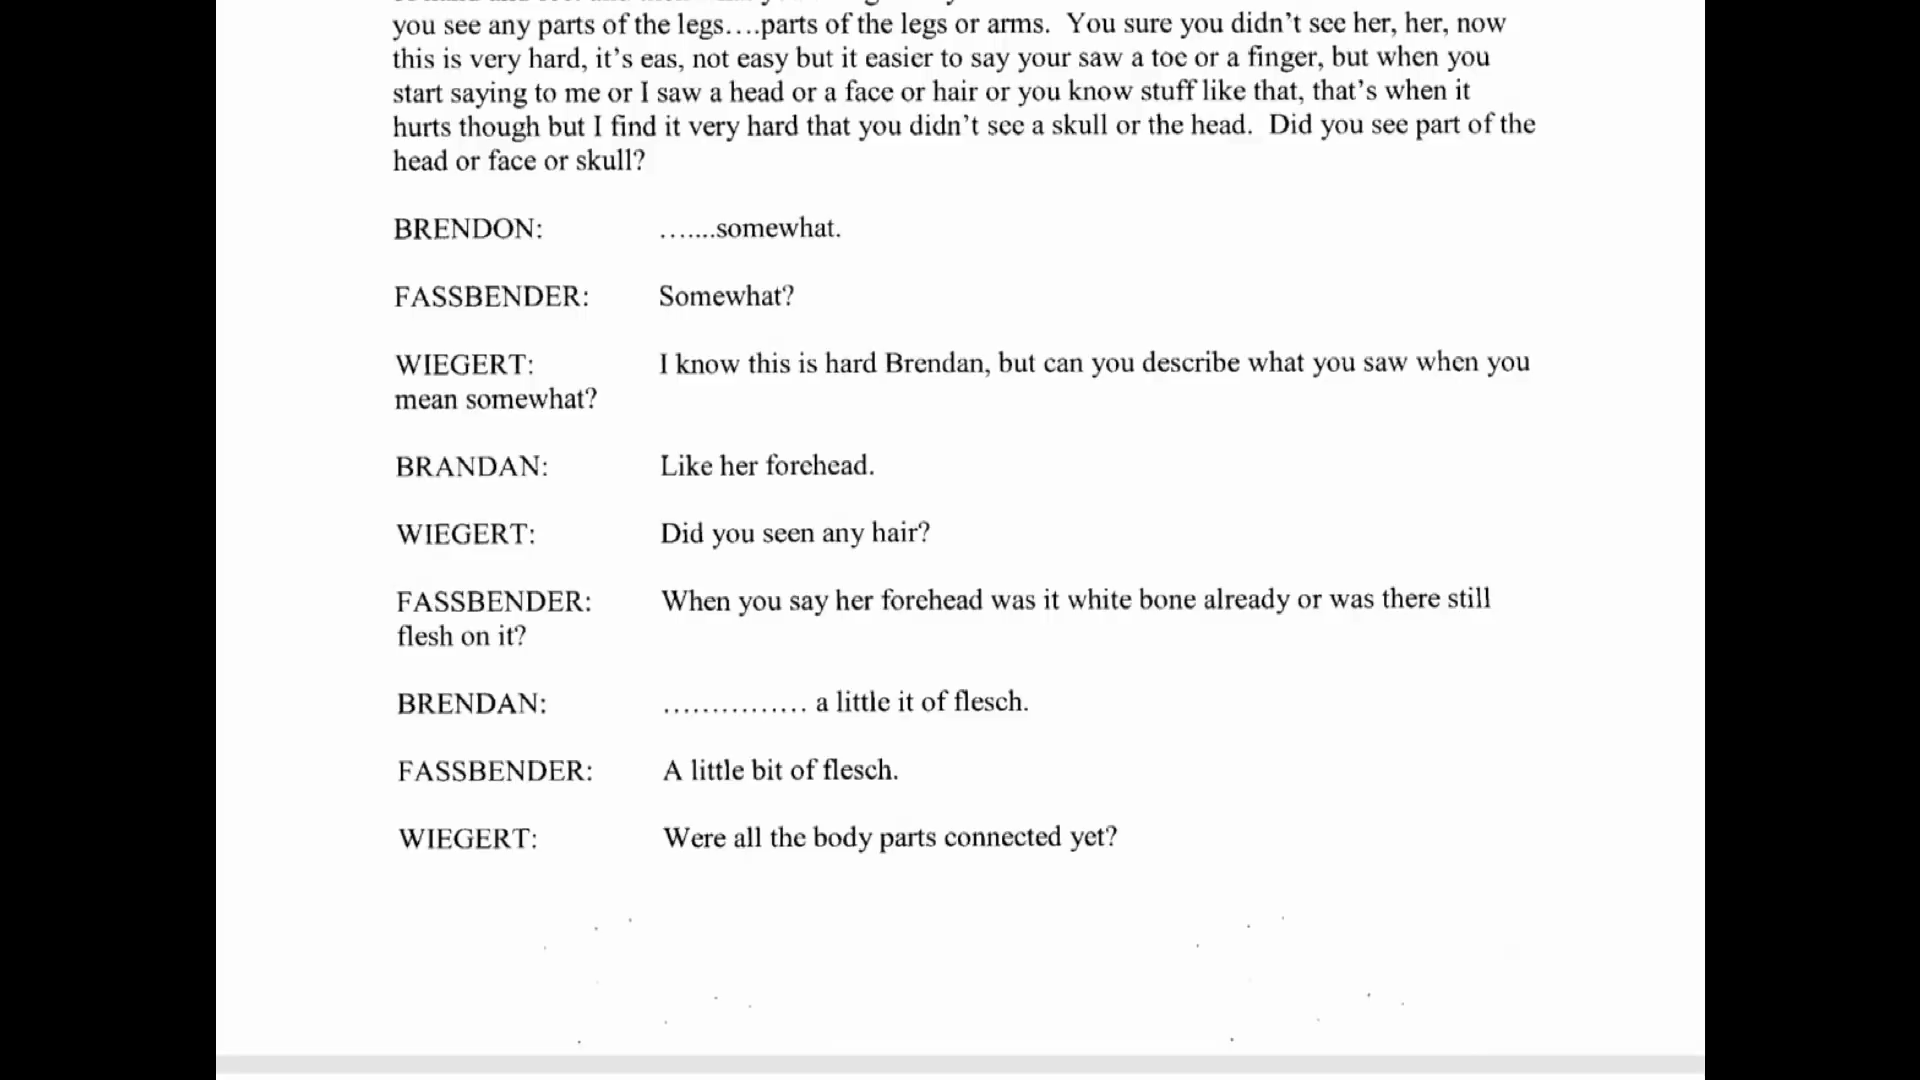 you see any parts of the legs….parts of the legs or arms. You sure you didn't see her, her, now
this is very hard, it's eas, not easy but it easier to say your saw a toe or a finger, but when you
start saying to me or I saw a head or a face or hair or you know stuff like that, that's when it
hurts though but I find it very hard that you didn't see a skull or the head. Did you see part of the
head or face or skull?
BRENDON: …....somewhat.
FASSBENDER: Somewhat?
WIEGERT: I know this is hard Brendan, but can you describe what you saw when you
mean somewhat?
BRANDAN: Like her forehead.
WIEGERT: Did you seen any hair?
FASSBENDER: When you say her forehead was it white bone already or was there still
flesh on it?
BRENDAN: …………… a little it of flesch.
FASSBENDER: A little bit of flesch.
WIEGERT: Were all the body parts connected yet?